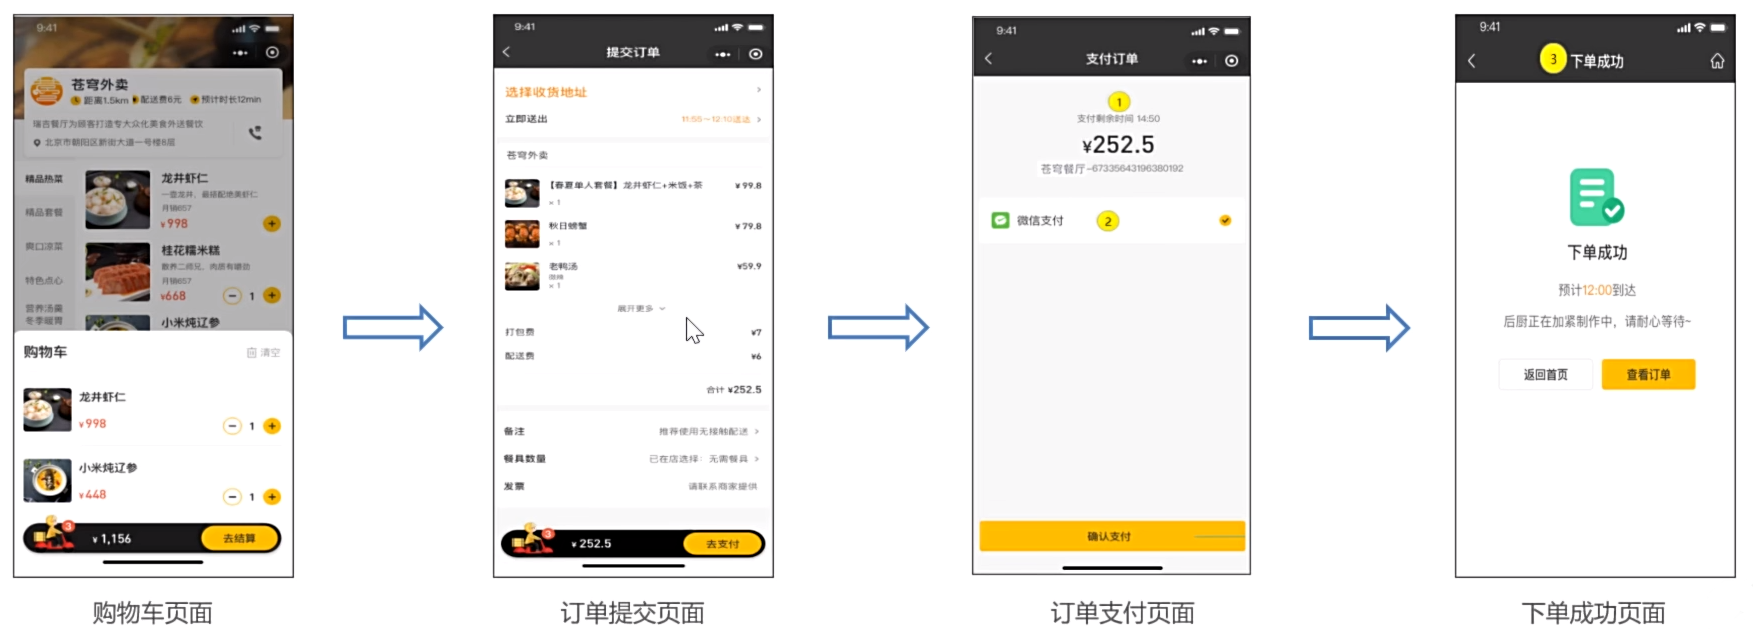 9:41
苍穹外卖
距离1.5km 配送费6元 预计时长12min
瑞吉餐厅为顾客打造专大众化美食外送餐饮
北京市朝阳区新街大道一号楼8层
精品热菜
精品套餐
爽口凉菜
特色点心
营养汤羹
冬季暖胃
龙井虾仁
一壶龙井，最搭配绝美虾仁
月销657
¥998
桂花糯米糕
月销657
¥668
1
小米炖辽参
购物车
清空
龙井虾仁
¥998
1
小米炖辽参
¥448
1
3
¥ 1,156
去结算
购物车页面
9:41
提交订单
选择收货地址
立即送出
11:55~12:10送达
苍穹外卖
【春夏单人套餐】龙井虾仁+米饭+茶
¥ 99.8
× 1
秋日螃蟹
¥ 79.8
× 1
老鸭汤
¥59.9
微辣
× 1
展开更多
打包费
¥7
配送费
¥6
合计 ¥252.5
备注
推荐使用无接触配送
餐具数量
已在店选择：无需餐具
发票
请联系商家提供
3
¥ 252.5
去支付
订单提交页面
9:41
支付订单
1
支付剩余时间 14:50
¥252.5
苍穹餐厅-67335643196380192
微信支付
2
确认支付
订单支付页面
9:41
3
下单成功
下单成功
预计12:00到达
后厨正在加紧制作中，请耐心等待~
返回首页
查看订单
下单成功页面